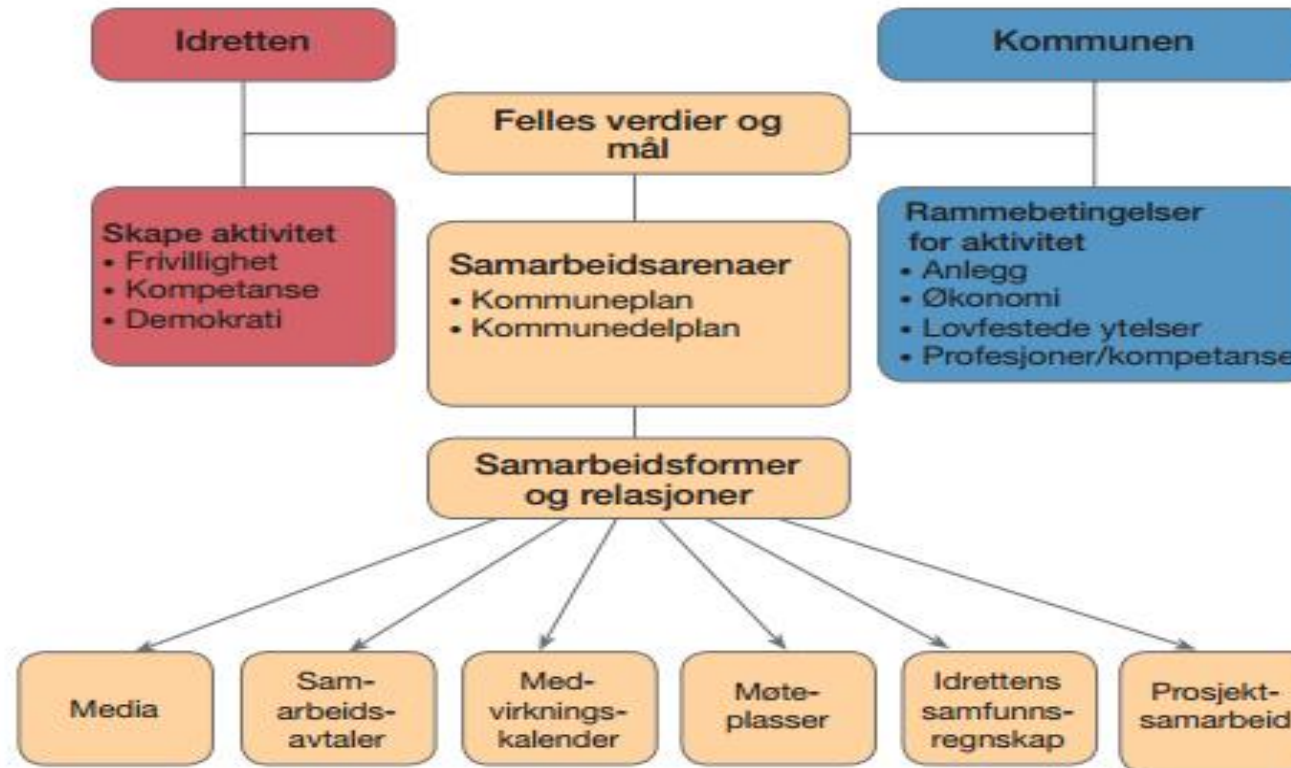 Idretten
Kommunen
Felles verdier og
mål
Skape aktivitet
• Frivillighet
• Kompetanse
• Demokrati
Samarbeidsarenaer
• Kommuneplan
• Kommunedelplan
Rammebetingelser
for aktivitet
• Anlegg
• Økonomi
• Lovfestede ytelser
• Profesjoner/kompetanse
Samarbeidsformer
og relasjoner
Media
Sam-
arbeids-
avtaler
Med-
virknings-
kalender
Møte-
plasser
Idrettens
samfunns-
regnskap
Prosjekt-
samarbeid